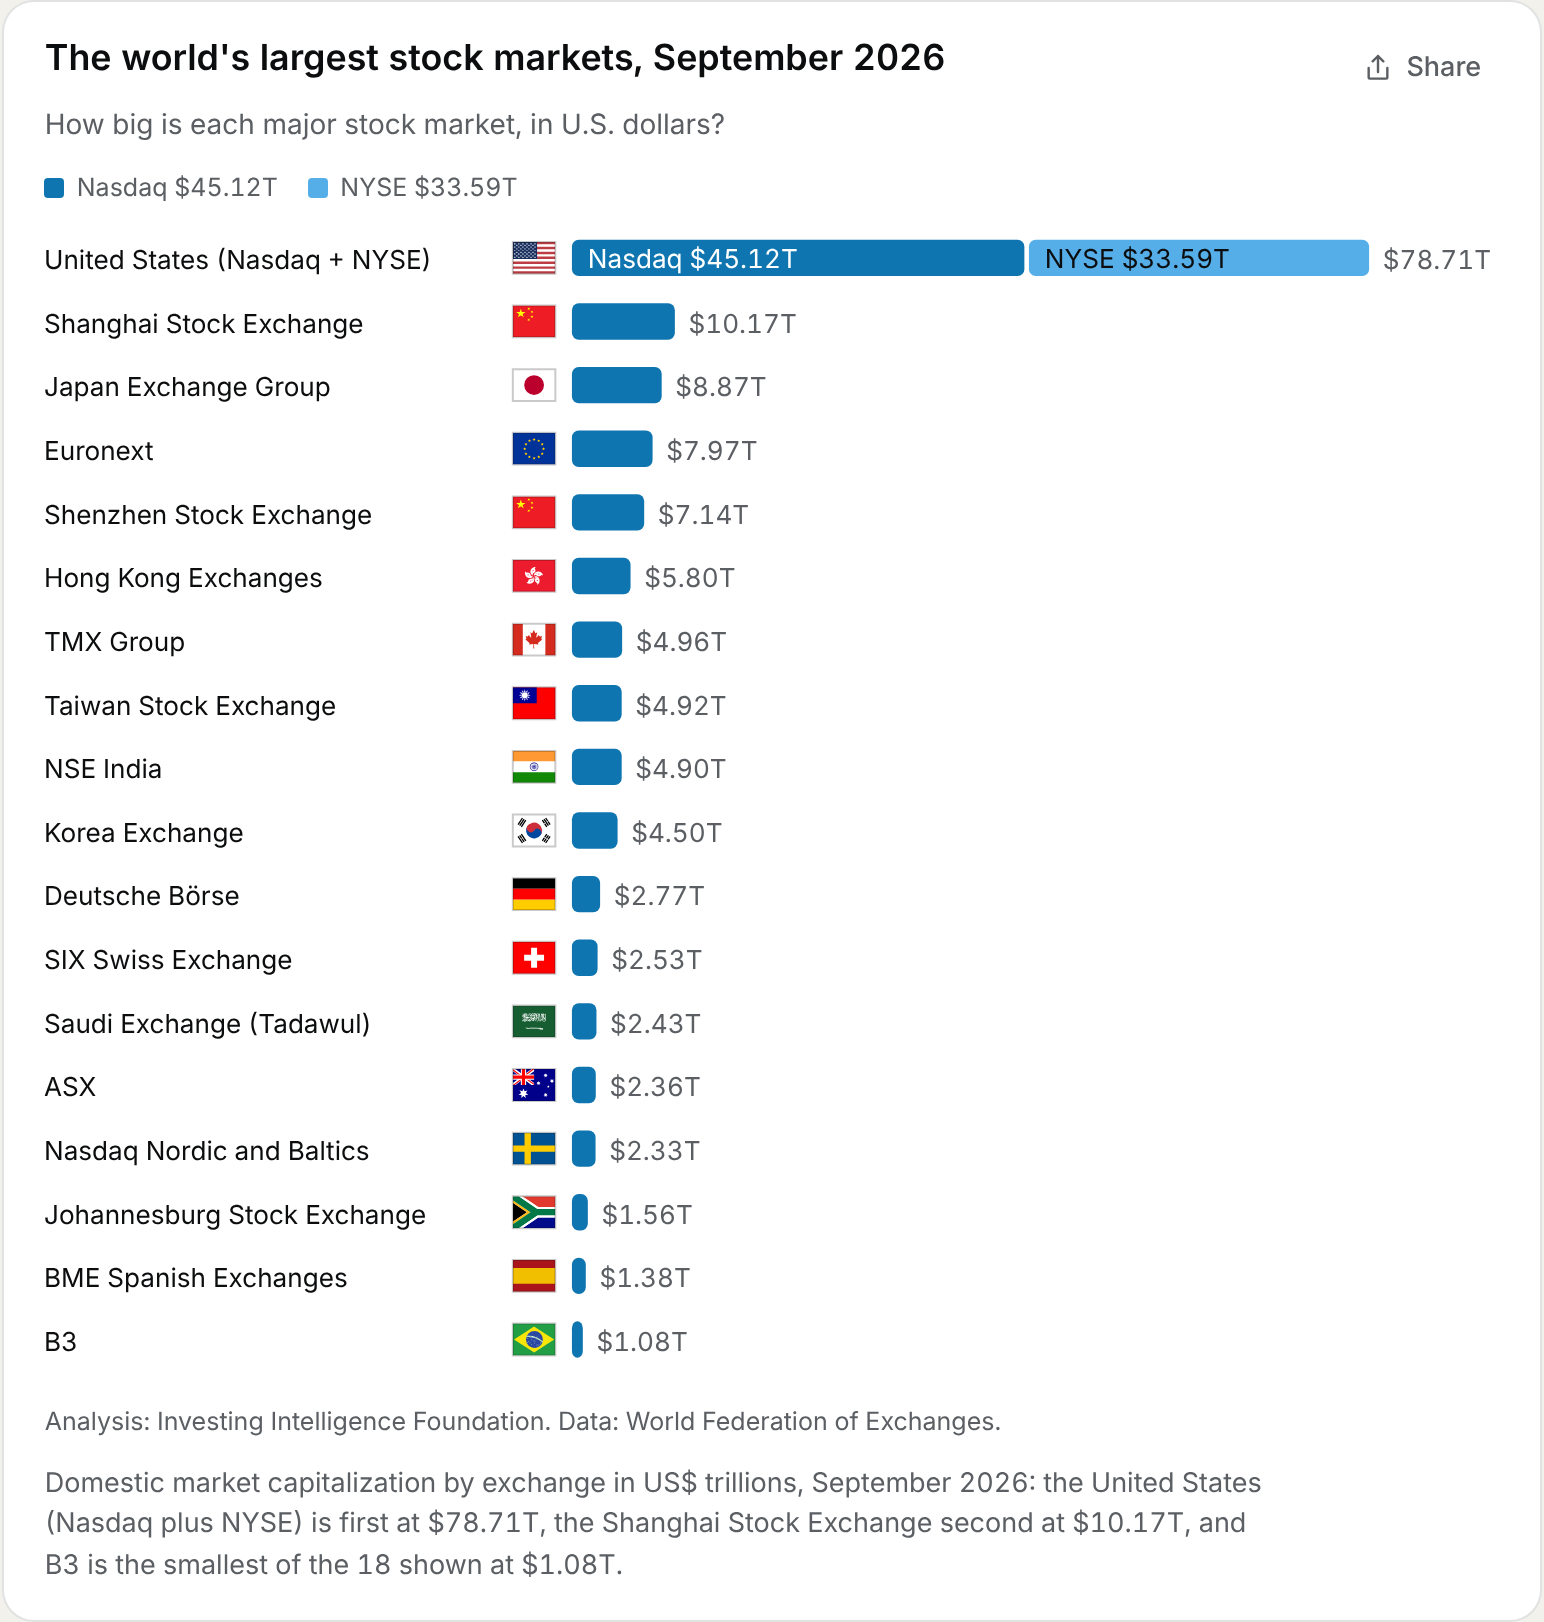 The world's largest stock markets, September 2026
Share
How big is each major stock market, in U.S. dollars?
Nasdaq $45.12T NYSE $33.59T
United States (Nasdaq + NYSE) Nasdaq $45.12T NYSE $33.59T $78.71T
Shanghai Stock Exchange $10.17T
Japan Exchange Group $8.87T
Euronext $7.97T
Shenzhen Stock Exchange $7.14T
Hong Kong Exchanges $5.80T
TMX Group $4.96T
Taiwan Stock Exchange $4.92T
NSE India $4.90T
Korea Exchange $4.50T
Deutsche Börse $2.77T
SIX Swiss Exchange $2.53T
Saudi Exchange (Tadawul) $2.43T
ASX $2.36T
Nasdaq Nordic and Baltics $2.33T
Johannesburg Stock Exchange $1.56T
BME Spanish Exchanges $1.38T
B3 $1.08T
Analysis: Investing Intelligence Foundation. Data: World Federation of Exchanges.
Domestic market capitalization by exchange in US$ trillions, September 2026: the United States
(Nasdaq plus NYSE) is first at $78.71T, the Shanghai Stock Exchange second at $10.17T, and
B3 is the smallest of the 18 shown at $1.08T.